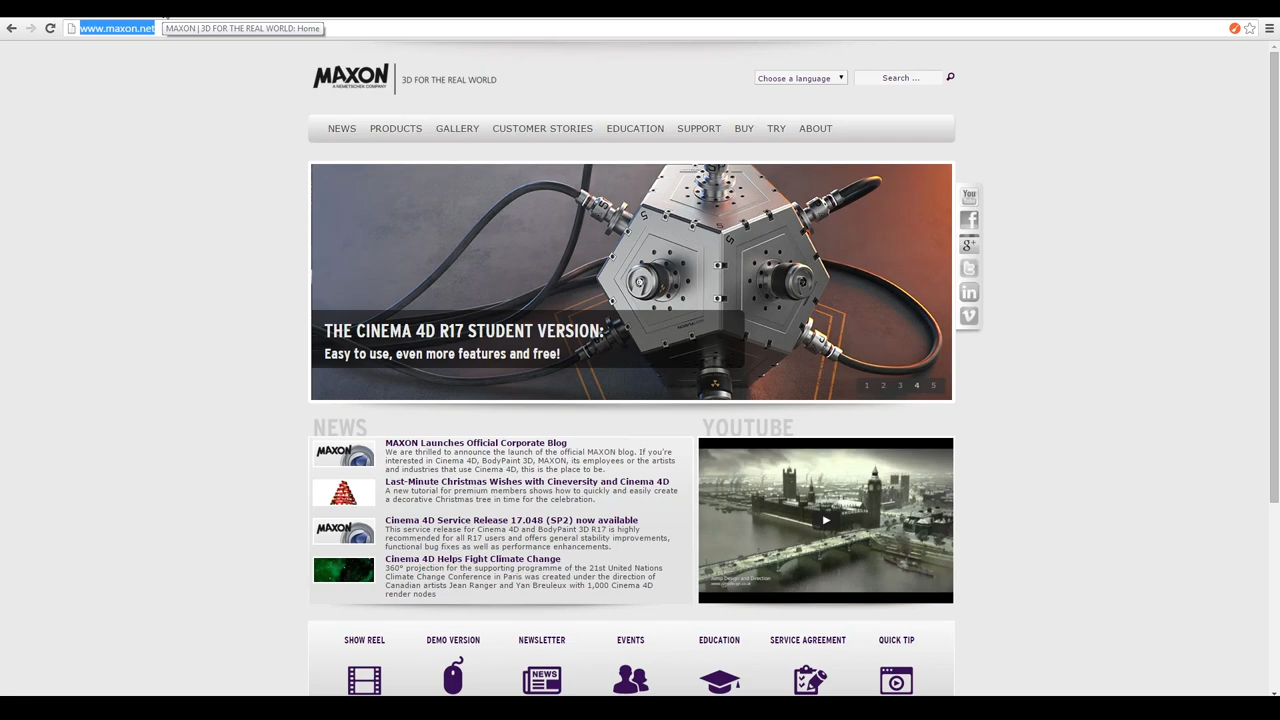 www.maxon.net
MAXON | 3D FOR THE REAL WORLD: Home
MAXON
A NEMETSCHEK COMPANY
3D FOR THE REAL WORLD
Choose a language
Search ...
NEWS PRODUCTS GALLERY CUSTOMER STORIES EDUCATION SUPPORT BUY TRY ABOUT
You
THE CINEMA 4D R17 STUDENT VERSION:
Easy to use, even more features and free!
1 2 3 4 5
NEWS
MAXON
MAXON Launches Official Corporate Blog
We are thrilled to announce the launch of the official MAXON blog. If you're
interested in Cinema 4D, BodyPaint 3D, MAXON, its employees or the artists
and industries that use Cinema 4D, this is the place to be.
Last-Minute Christmas Wishes with Cineversity and Cinema 4D
A new tutorial for premium members shows how to quickly and easily create
a decorative Christmas tree in time for the celebration.
MAXON
Cinema 4D Service Release 17.048 (SP2) now available
This service release for Cinema 4D and BodyPaint 3D R17 is highly
recommended for all R17 users and offers general stability improvements,
functional bug fixes as well as performance enhancements.
Cinema 4D Helps Fight Climate Change
360° projection for the supporting programme of the 21st United Nations
Climate Change Conference in Paris was created under the direction of
Canadian artists Jean Ranger and Yan Breuleux with 1,000 Cinema 4D
render nodes
YOUTUBE
Jump Design and Direction
SHOW REEL DEMO VERSION NEWSLETTER EVENTS EDUCATION SERVICE AGREEMENT QUICK TIP
NEWS